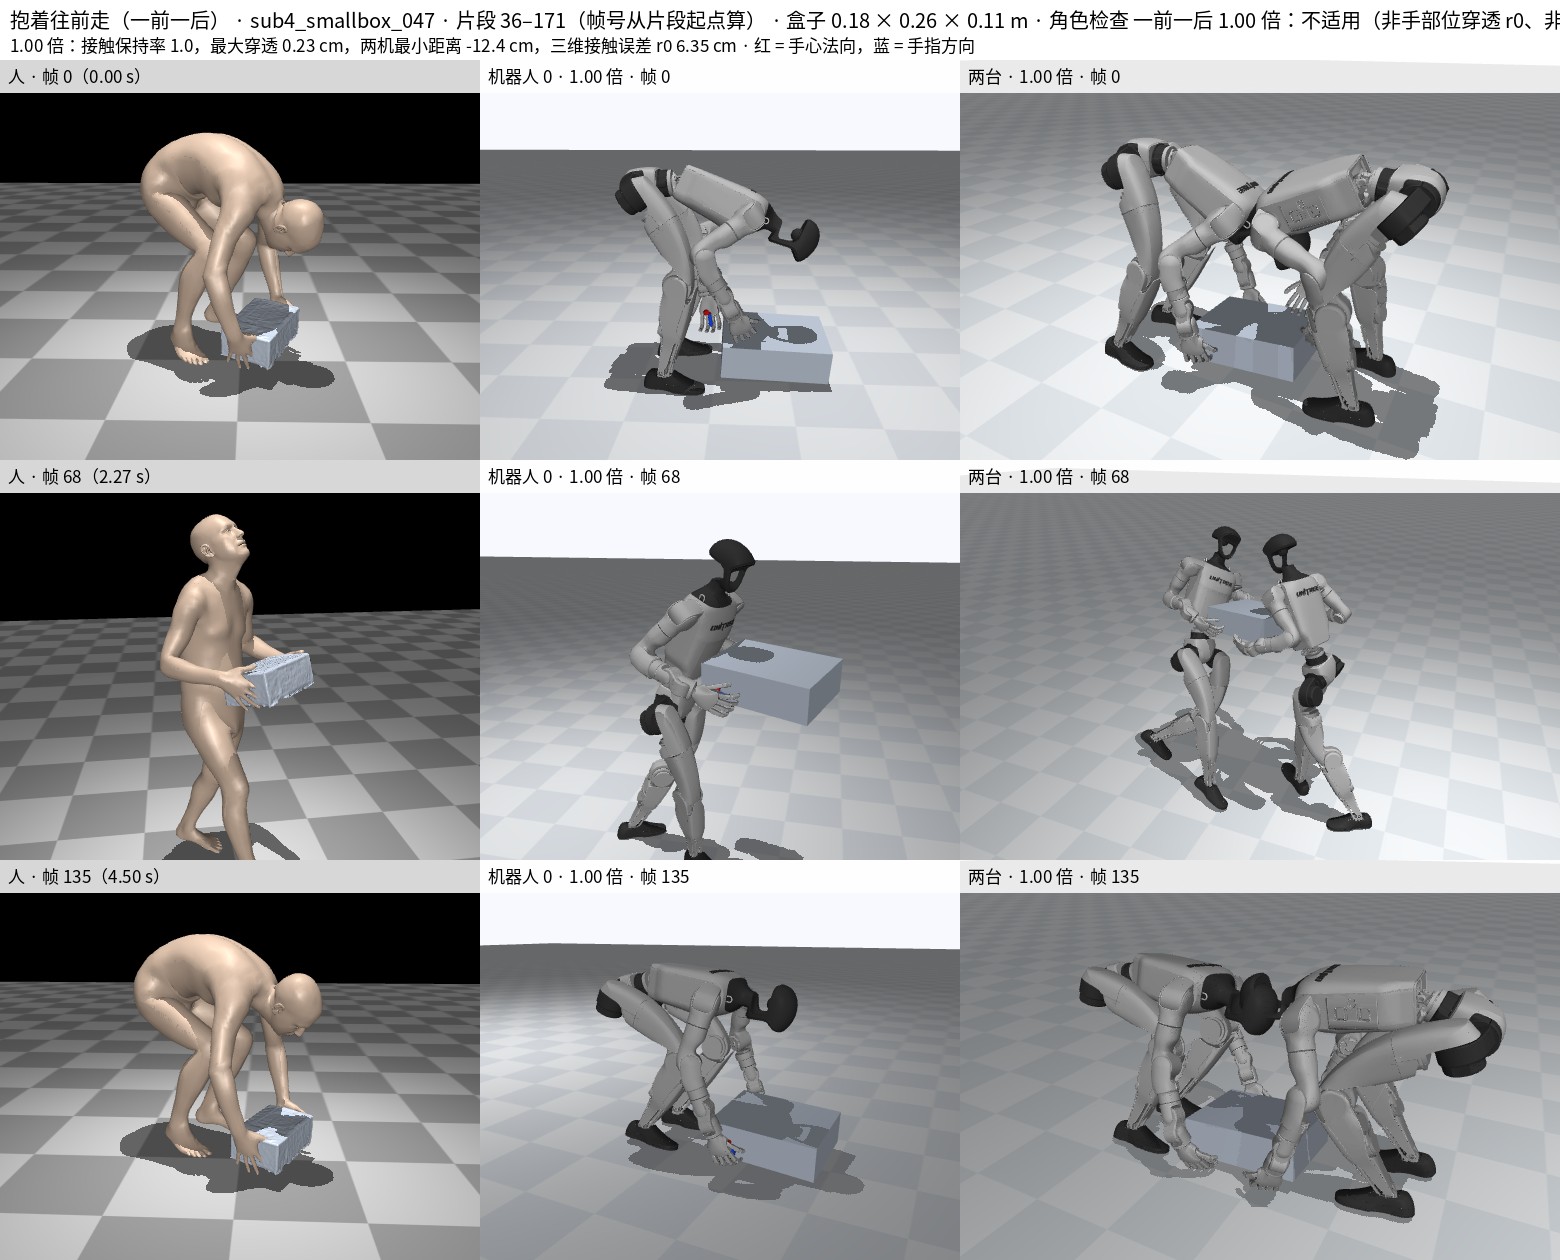 抱着往前走（一前一后） · sub4_smallbox_047 · 片段 36–171（帧号从片段起点算） · 盒子 0.18 × 0.26 × 0.11 m · 角色检查 一前一后 1.00 倍：不适用（非手部位穿透 r0、非
1.00 倍：接触保持率 1.0，最大穿透 0.23 cm，两机最小距离 -12.4 cm，三维接触误差 r0 6.35 cm · 红 = 手心法向，蓝 = 手指方向
人 · 帧 0（0.00 s）
机器人 0 · 1.00 倍 · 帧 0
两台 · 1.00 倍 · 帧 0
人 · 帧 68（2.27 s）
机器人 0 · 1.00 倍 · 帧 68
两台 · 1.00 倍 · 帧 68
人 · 帧 135（4.50 s）
机器人 0 · 1.00 倍 · 帧 135
两台 · 1.00 倍 · 帧 135